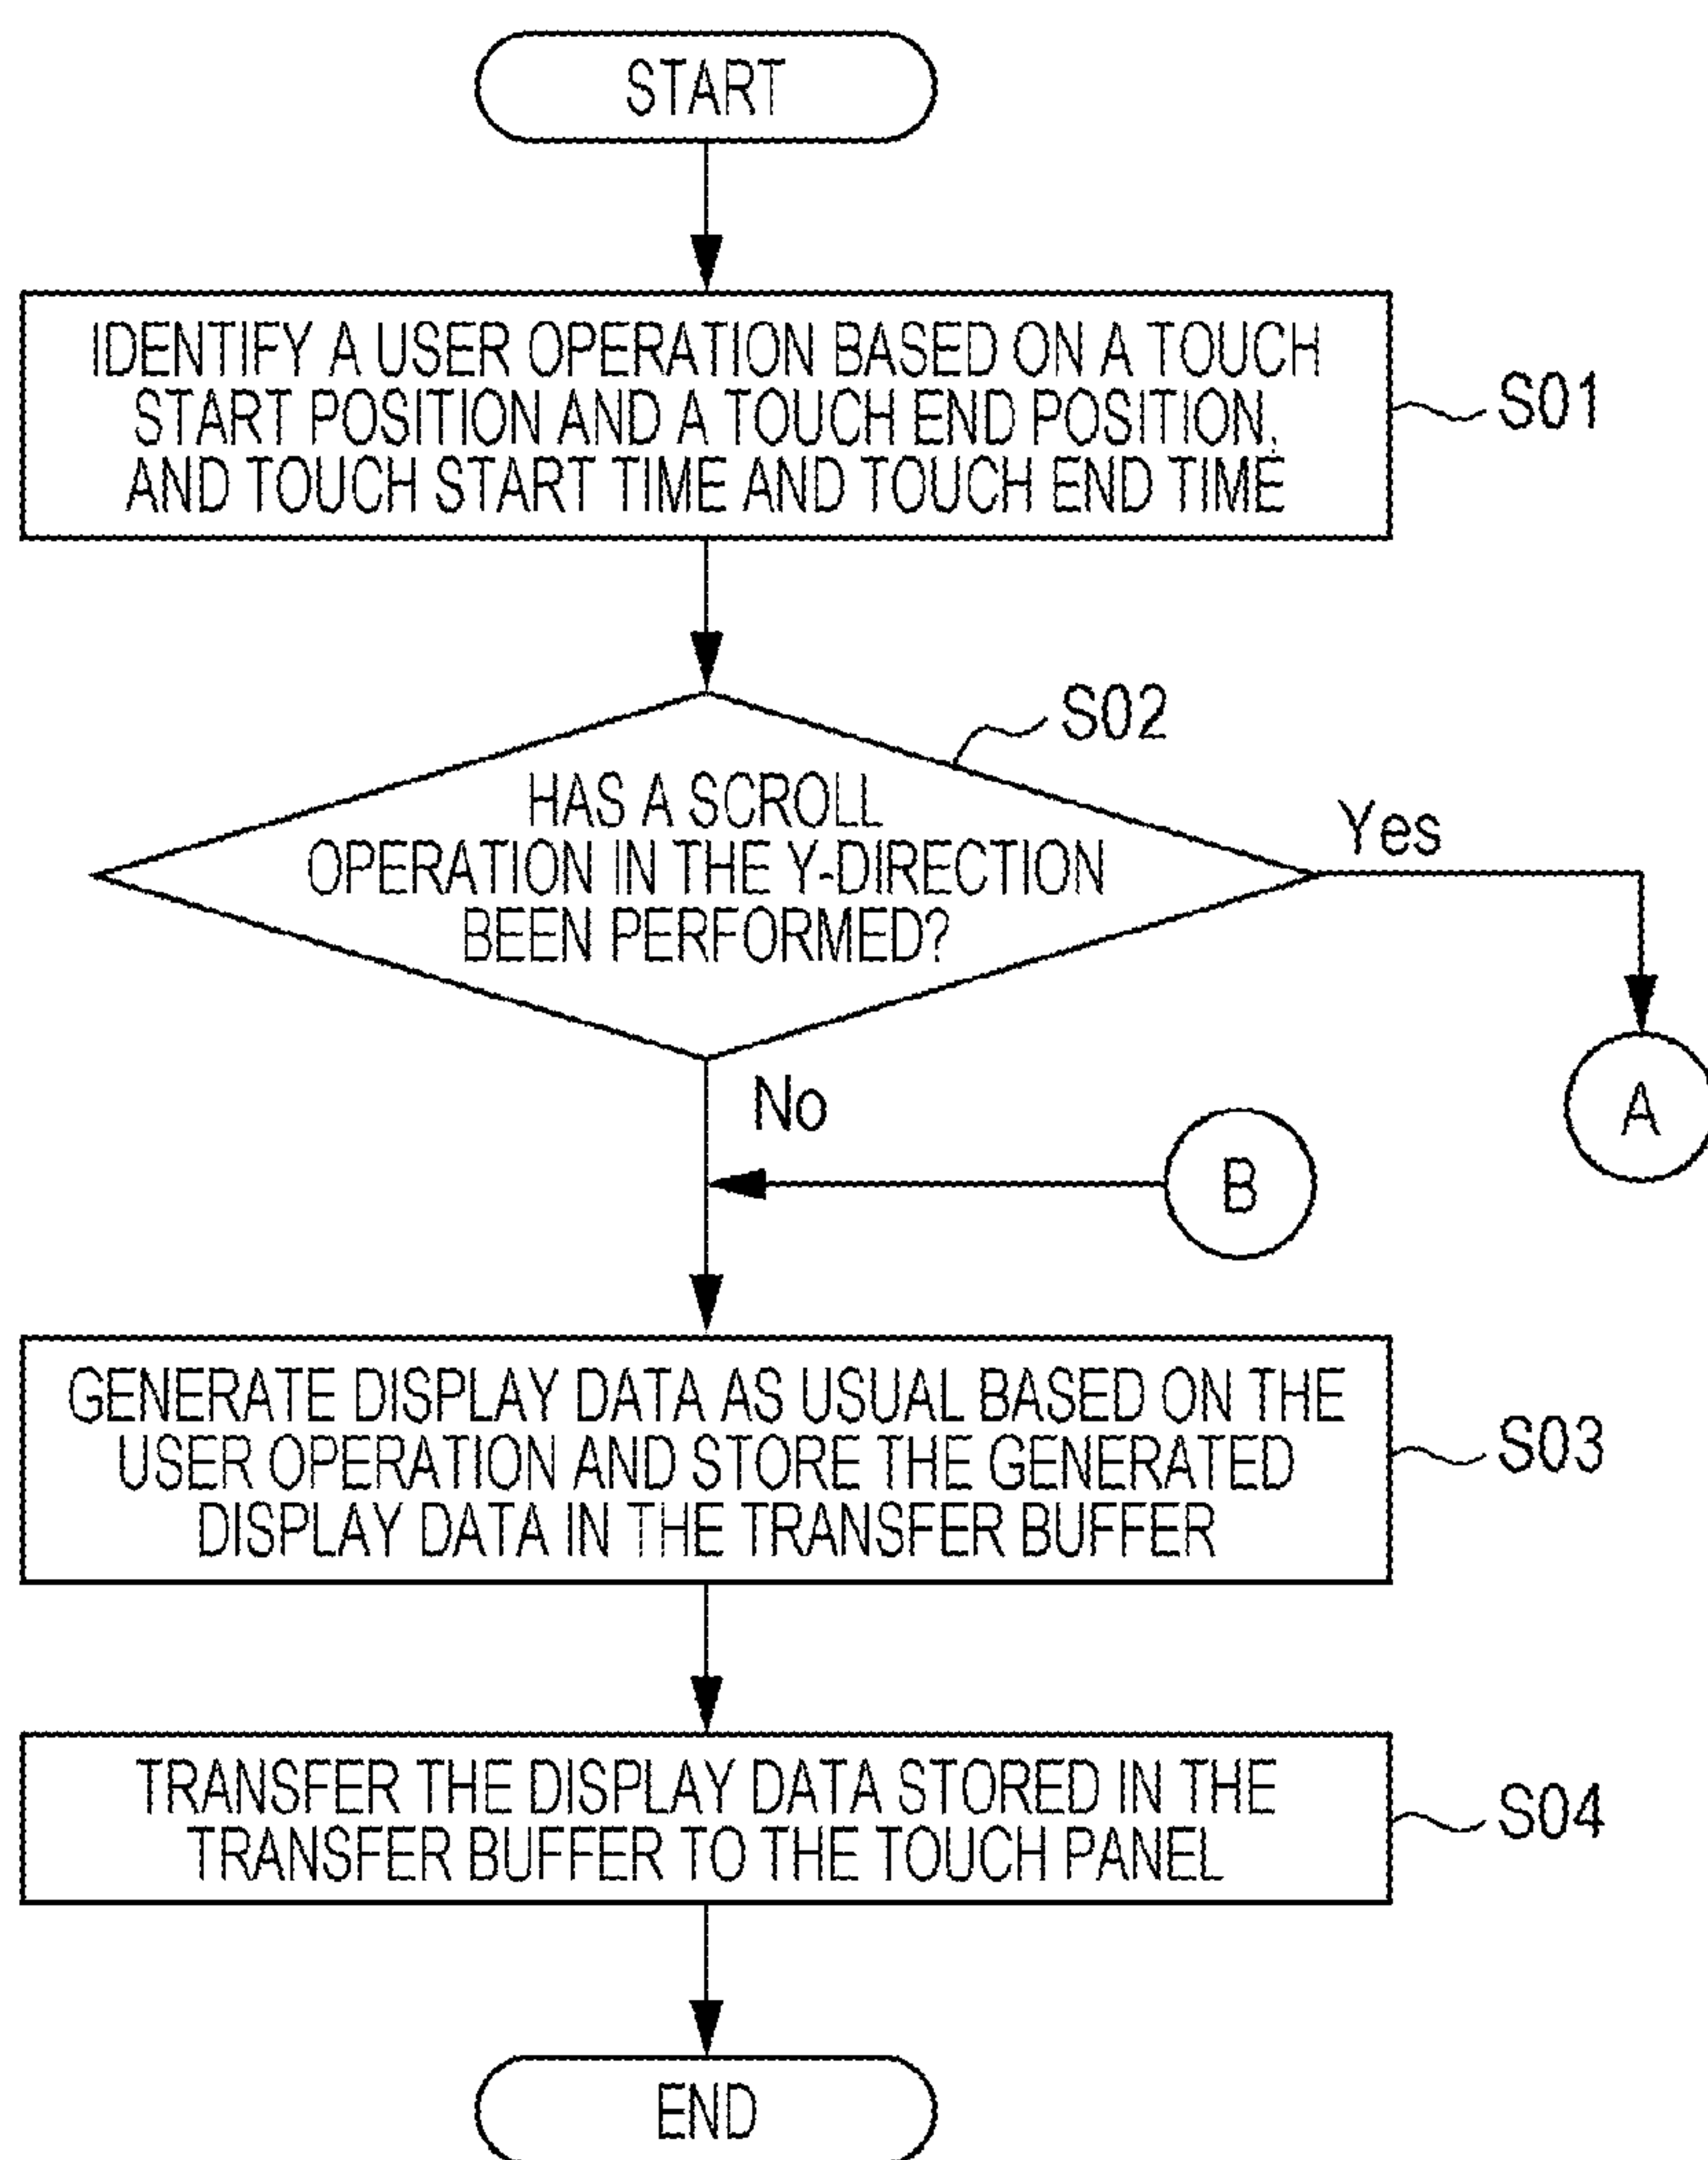 START
IDENTIFY A USER OPERATION BASED ON A TOUCH
START POSITION AND A TOUCH END POSITION,
AND TOUCH START TIME AND TOUCH END TIME
S01
S02
HAS A SCROLL
OPERATION IN THE Y-DIRECTION
BEEN PERFORMED?
Yes
A
No
B
GENERATE DISPLAY DATA AS USUAL BASED ON THE
USER OPERATION AND STORE THE GENERATED
DISPLAY DATA IN THE TRANSFER BUFFER
S03
TRANSFER THE DISPLAY DATA STORED IN THE
TRANSFER BUFFER TO THE TOUCH PANEL
S04
END